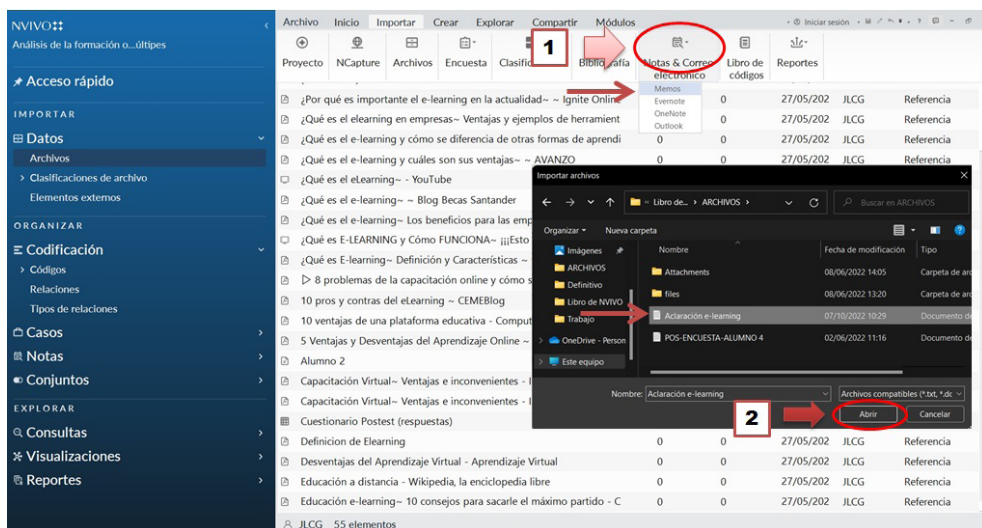 NVIVO
Análisis de la formación o...últipes
Acceso rápido
IMPORTAR
Datos
Archivos
Clasificaciones de archivo
Elementos externos
ORGANIZAR
Codificación
Códigos
Relaciones
Tipos de relaciones
Casos
Notas
Conjuntos
EXPLORAR
Consultas
Visualizaciones
Reportes
Archivo Inicio Importar Crear Explorar Compartir Módulos
Iniciar sesión
1
Proyecto NCapture Archivos Encuesta Clasific Bibliografía Notas & Correo electrónico Libro de códigos Reportes
Memos
Evernote
OneNote
Outlook
¿Por qué es importante el e-learning en la actualidad~ ~ Ignite Online 0 27/05/202 JLCG Referencia
¿Qué es el elearning en empresas~ Ventajas y ejemplos de herramient 0 27/05/202 JLCG Referencia
¿Qué es el e-learning y cómo se diferencia de otras formas de aprendi 0 0 27/05/202 JLCG Referencia
¿Qué es el e-learning y cuáles son sus ventajas~ ~ AVANZO 0 0 27/05/202 JLCG Referencia
¿Qué es el eLearning~ - YouTube
¿Qué es el e-learning~ ~ Blog Becas Santander
¿Qué es el e-learning~ Los beneficios para las emp
¿Qué es E-LEARNING y Cómo FUNCIONA~ ¡¡¡Esto
¿Qué es el E-learning~ Definición y Características ~
▷ 8 problemas de la capacitación online y cómo s
10 pros y contras del eLearning ~ CEMEBlog
10 ventajas de una plataforma educativa - Comput
5 Ventajas y Desventajas del Aprendizaje Online ~
Alumno 2
Capacitación Virtual~ Ventajas e inconvenientes - I
Capacitación Virtual~ Ventajas e inconvenientes - I
Cuestionario Postest (respuestas)
Definicion de Elearning 0 0 27/05/202 JLCG Referencia
Desventajas del Aprendizaje Virtual - Aprendizaje Virtual 0 0 27/05/202 JLCG Referencia
Educación a distancia - Wikipedia, la enciclopedia libre 0 0 27/05/202 JLCG Referencia
Educación e-learning~ 10 consejos para sacarle el máximo partido - C 0 0 27/05/202 JLCG Referencia
JLCG 55 elementos
Importar archivos
Libro de... › ARCHIVOS ›
Buscar en ARCHIVOS
Organizar Nueva carpeta
Imágenes
ARCHIVOS
Definitivo
Libro de NVIVO
Trabajo
OneDrive - Person
Este equipo
Nombre Fecha de modificación Tipo
Attachments 08/06/2022 14:05 Carpeta de arc
files 08/06/2022 13:20 Carpeta de arc
Aclaración e-learning 07/10/2022 10:29 Documento de
POS-ENCUESTA-ALUMNO 4 02/06/2022 11:16 Documento de
Nombre: Aclaración e-learning Archivos compatibles (*.txt, *.dc
2
Abrir Cancelar